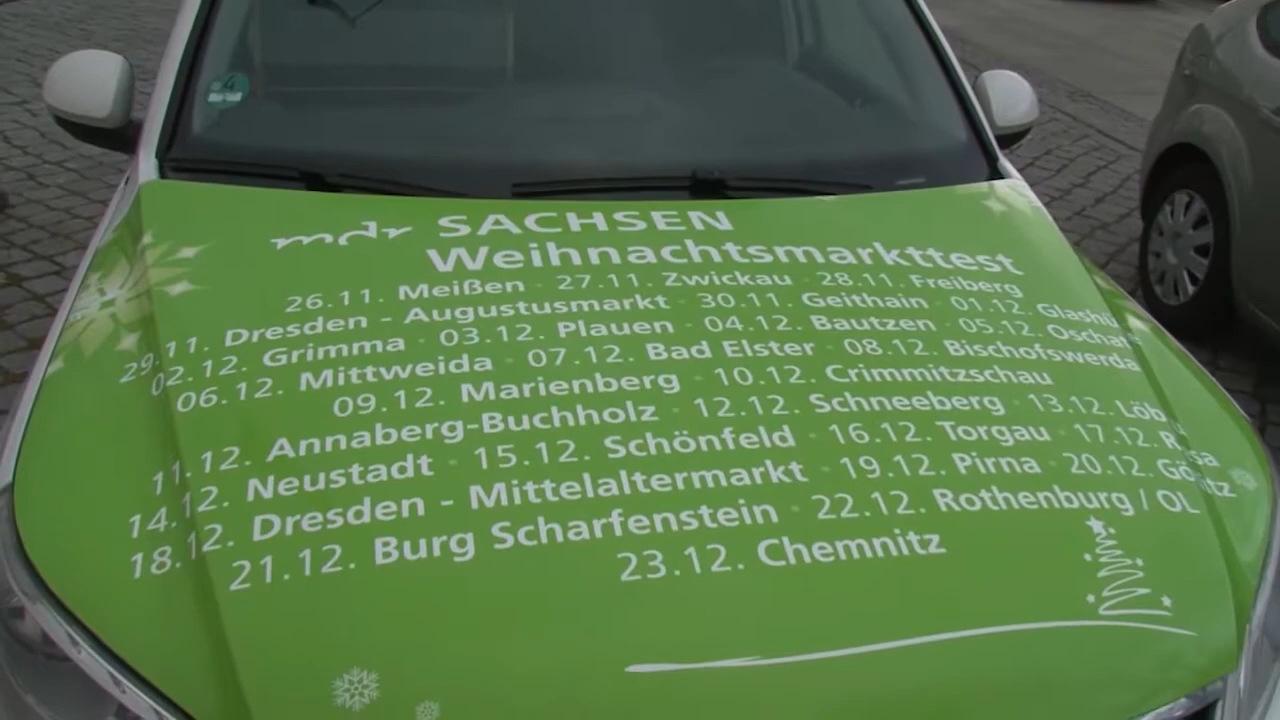 4
mdr SACHSEN
Weihnachtsmarkttest
26.11. Meißen · 27.11. Zwickau · 28.11. Freiberg
29.11. Dresden - Augustusmarkt · 30.11. Geithain · 01.12.
02.12. Grimma · 03.12. Plauen · 04.12. Bautzen · 05.12.
06.12. Mittweida · 07.12. Bad Elster · 08.12. Bischofswerda
09.12. Marienberg · 10.12. Crimmitzschau
11.12. Annaberg-Buchholz · 12.12. Schneeberg · 13.12.
14.12. Neustadt · 15.12. Schönfeld · 16.12. Torgau · 17.12.
18.12. Dresden - Mittelaltermarkt · 19.12. Pirna · 20.12.
21.12. Burg Scharfenstein · 22.12. Rothenburg / OL
23.12. Chemnitz